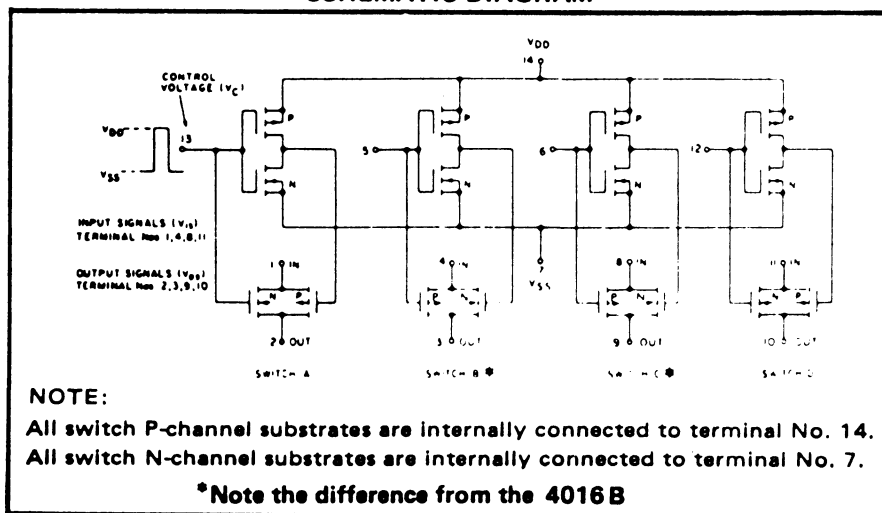 SCHEMATIC DIAGRAM
VDD
14
CONTROL
VOLTAGE (VC)
VDD
VSS
13
P
N
5
P
N
6
P
N
12
P
N
INPUT SIGNALS (Vis)
TERMINAL Nos 1,4,8,11
OUTPUT SIGNALS (Vos)
TERMINAL Nos 2,3,9,10
7
VSS
1 IN
4 IN
8 IN
11 IN
N P
P N
P N
N P
2 OUT
3 OUT
9 OUT
10 OUT
SWITCH A
SWITCH B *
SWITCH C *
SWITCH D
NOTE:
All switch P-channel substrates are internally connected to terminal No. 14.
All switch N-channel substrates are internally connected to terminal No. 7.
*Note the difference from the 4016B